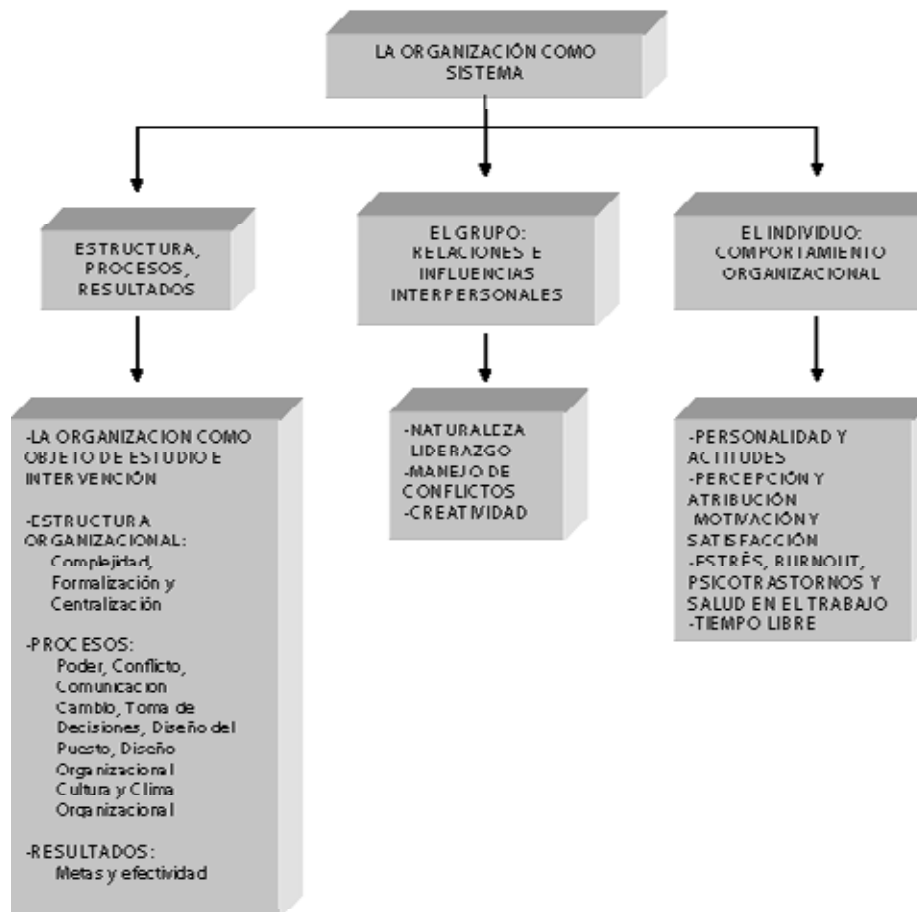 LA ORGANIZACIÓN COMO
SISTEMA
ESTRUCTURA,
PROCESOS,
RESULTADOS
EL GRUPO:
RELACIONES E
INFLUENCIAS
INTERPERSONALES
EL INDIVIDUO:
COMPORTAMIENTO
ORGANIZACIONAL
-LA ORGANIZACION COMO
OBJETO DE ESTUDIO E
INTERVENCIÓN
-ESTRUCTURA
ORGANIZACIONAL:
Complejidad,
Formalización y
Centralización
-PROCESOS:
Poder, Conflicto,
Comunicación
Cambio, Toma de
Decisiones, Diseño del
Puesto, Diseño
Organizacional
Cultura y Clima
Organizacional
-RESULTADOS:
Metas y efectividad
-NATURALEZA
LIDERAZGO
-MANEJO DE
CONFLICTOS
-CREATIVIDAD
-PERSONALIDAD Y
ACTITUDES
-PERCEPCIÓN Y
ATRIBUCIÓN
MOTIVACIÓN Y
SATISFACCIÓN
-ESTRÉS, BURNOUT,
PSICOTRASTORNOS Y
SALUD EN EL TRABAJO
-TIEMPO LIBRE